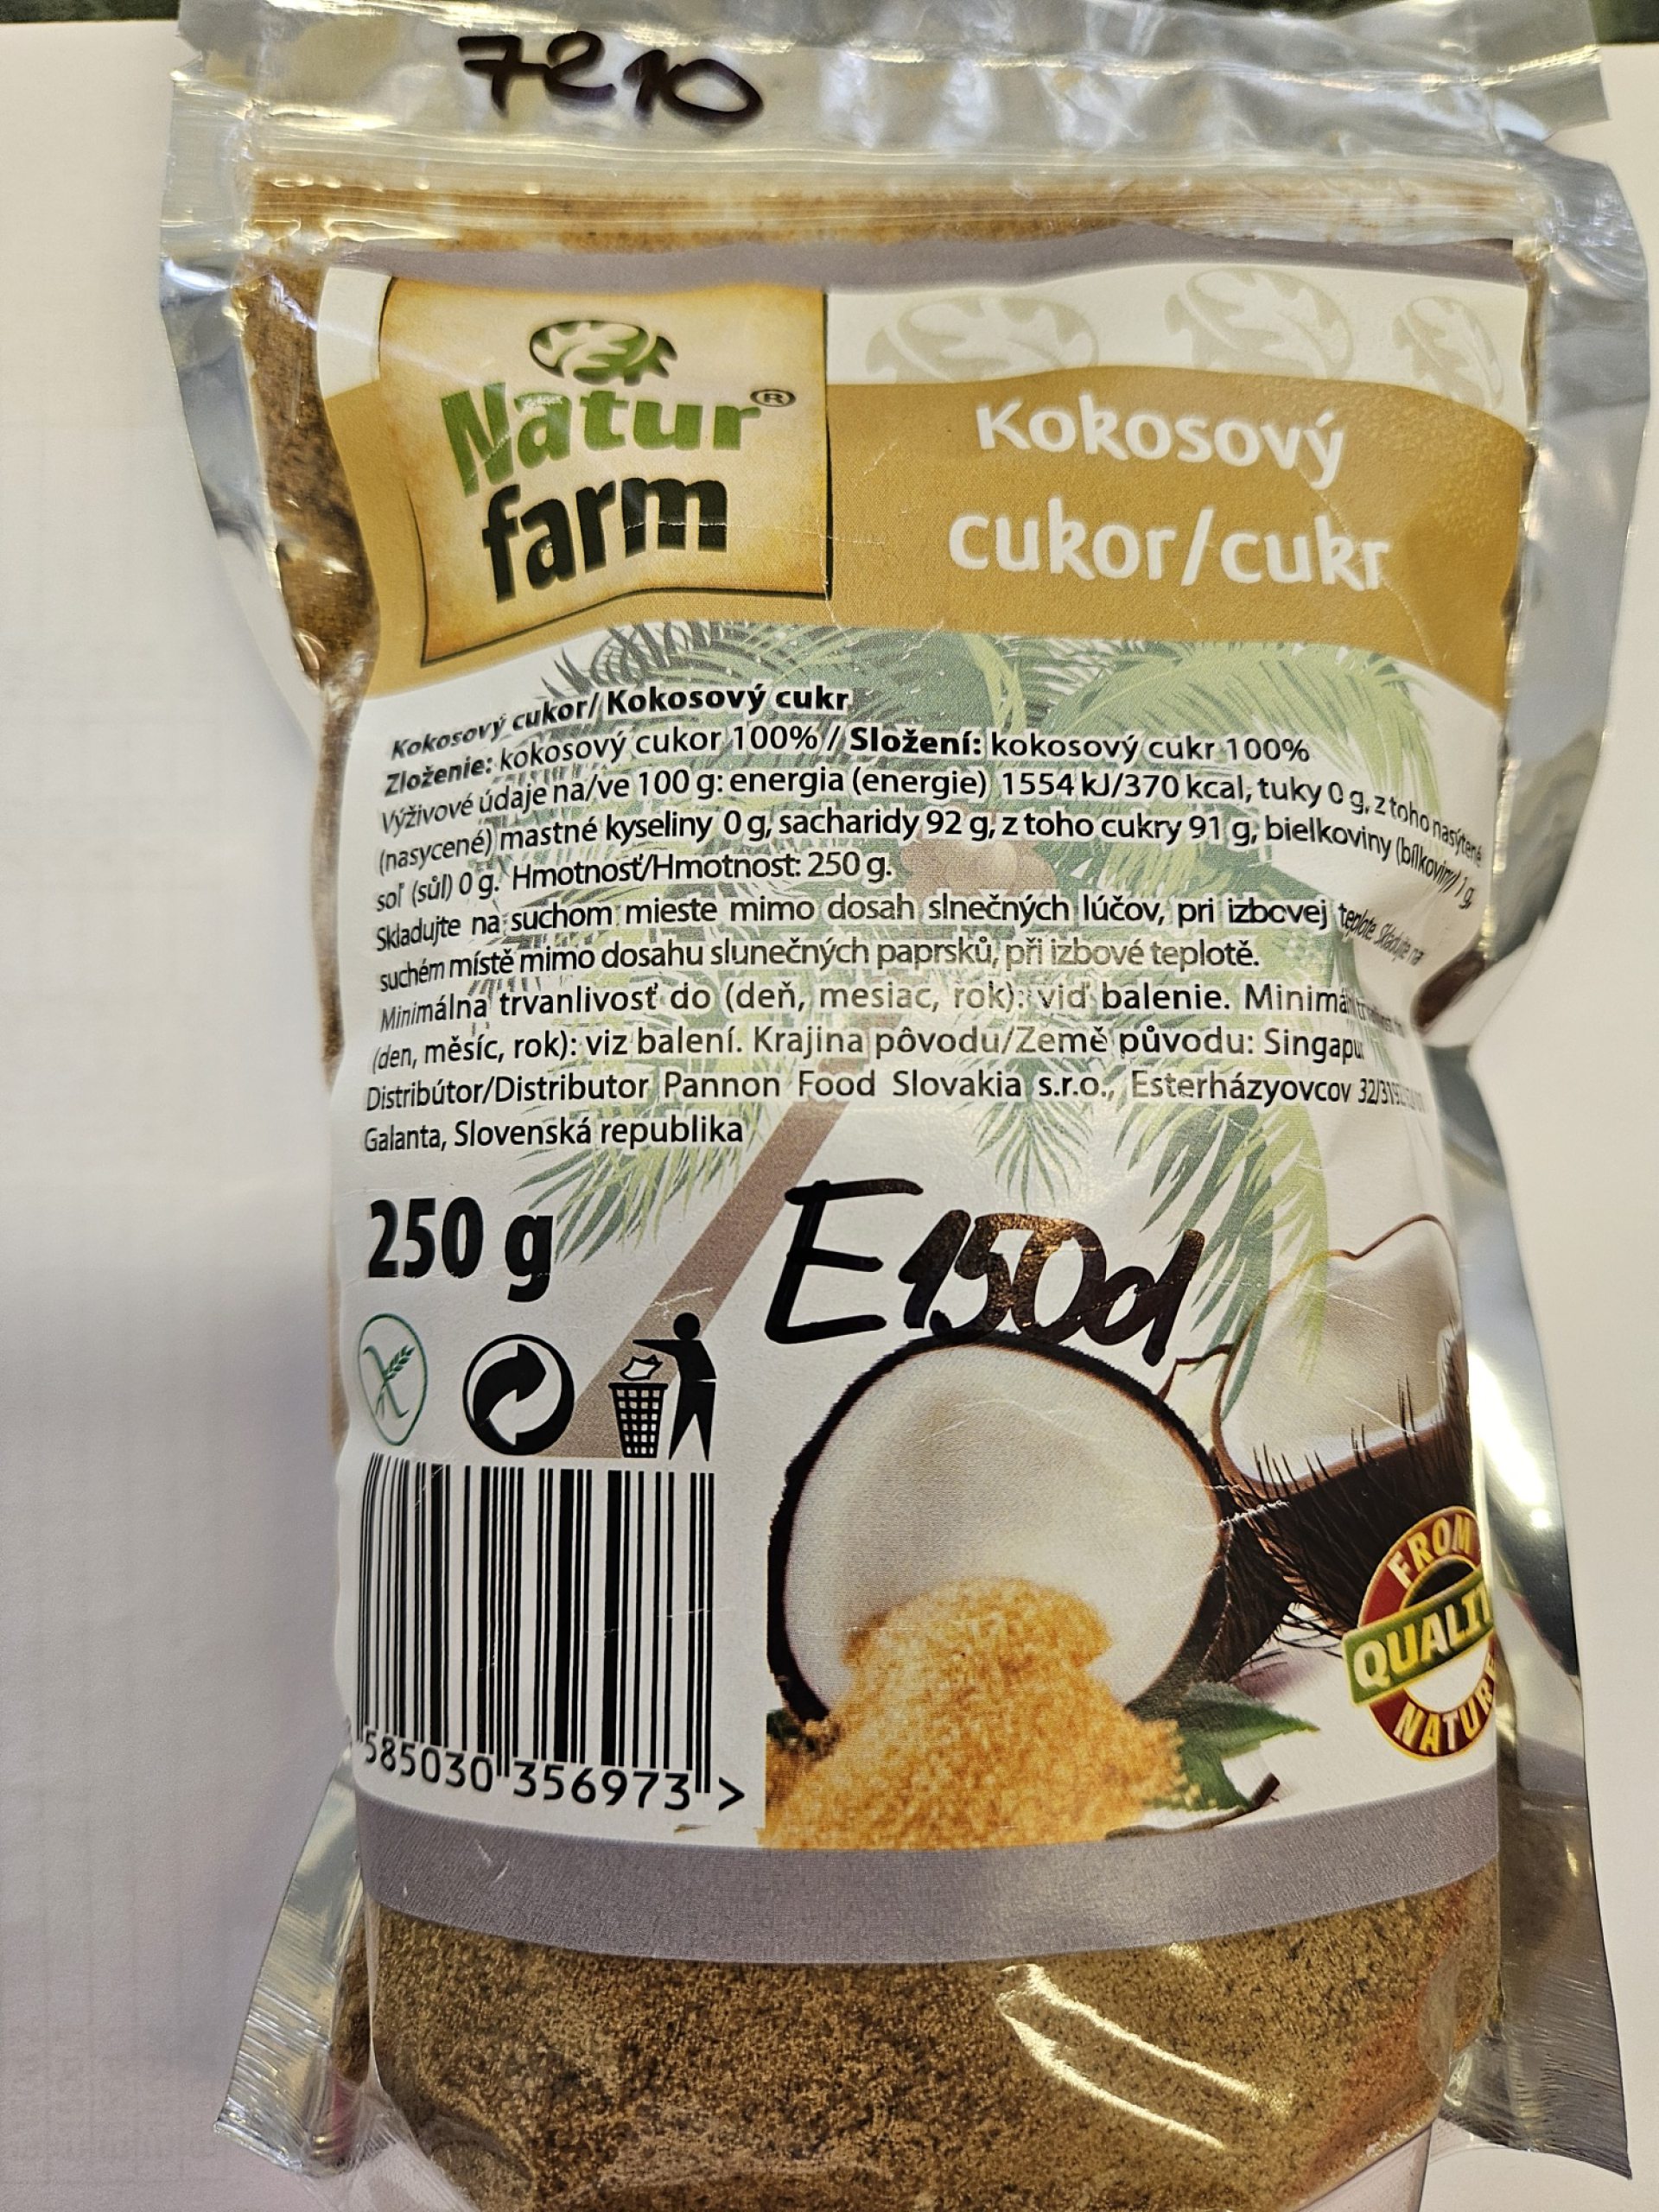 7210
Natur®
farm
Kokosový
cukor/cukr
Kokosový cukor/ Kokosový cukr
Zloženie: kokosový cukor 100% / Složení: kokosový cukr 100%
Výživové údaje na/ve 100 g: energia (energie) 1554 kJ/370 kcal, tuky 0 g, z toho nasýtené
(nasycené) mastné kyseliny 0 g, sacharidy 92 g, z toho cukry 91 g, bielkoviny (bílkoviny) 1 g,
soľ (sůl) 0 g. Hmotnosť/Hmotnost: 250 g.
Skladujte na suchom mieste mimo dosah slnečných lúčov, pri izbovej teplote. Skladujte na
suchém místě mimo dosahu slunečných paprsků, při izbové teplotě.
Minimálna trvanlivosť do (deň, mesiac, rok): viď balenie.
(den, měsíc, rok): viz balení. Krajina pôvodu/Země původu: Singapur
Distribútor/Distributor Pannon Food Slovakia s.r.o., Esterházyovcov
Galanta, Slovenská republika
250 g
E150d
585030 356973 >
FROM
QUALIT
NATURE